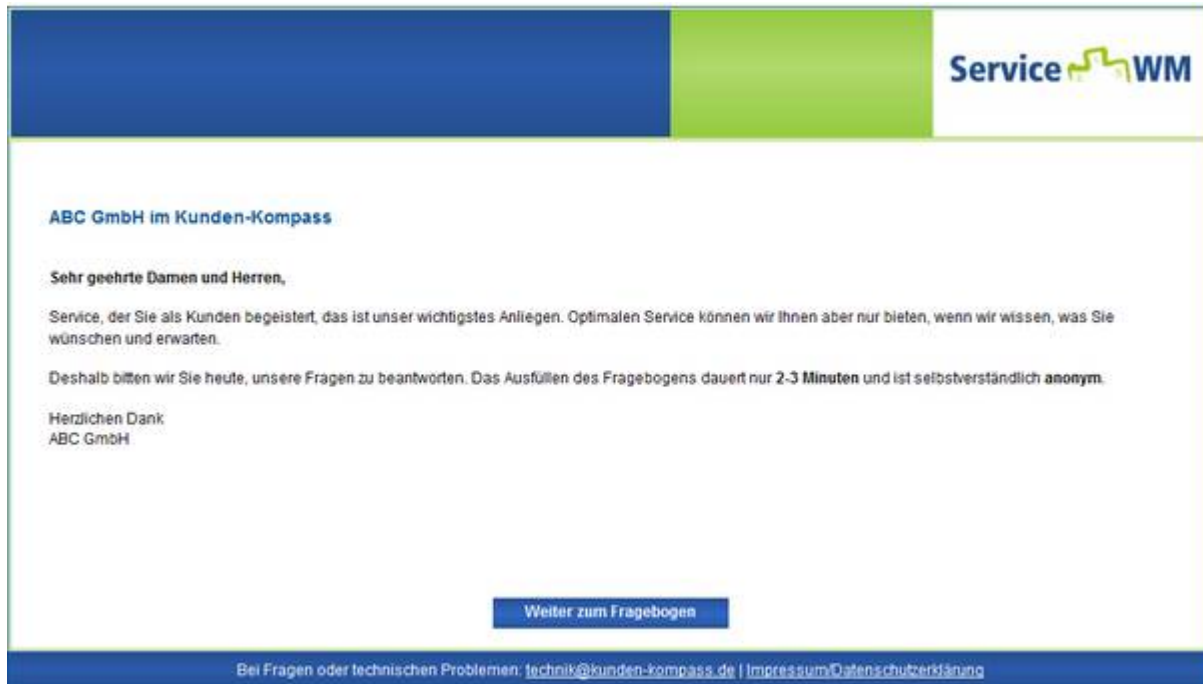 Service WM
ABC GmbH im Kunden-Kompass
Sehr geehrte Damen und Herren,
Service, der Sie als Kunden begeistert, das ist unser wichtigstes Anliegen. Optimalen Service können wir Ihnen aber nur bieten, wenn wir wissen, was Sie
wünschen und erwarten.
Deshalb bitten wir Sie heute, unsere Fragen zu beantworten. Das Ausfüllen des Fragebogens dauert nur 2-3 Minuten und ist selbstverständlich anonym.
Herzlichen Dank
ABC GmbH
Weiter zum Fragebogen
Bei Fragen oder technischen Problemen: technik@kunden-kompass.de | Impressum/Datenschutzerklärung